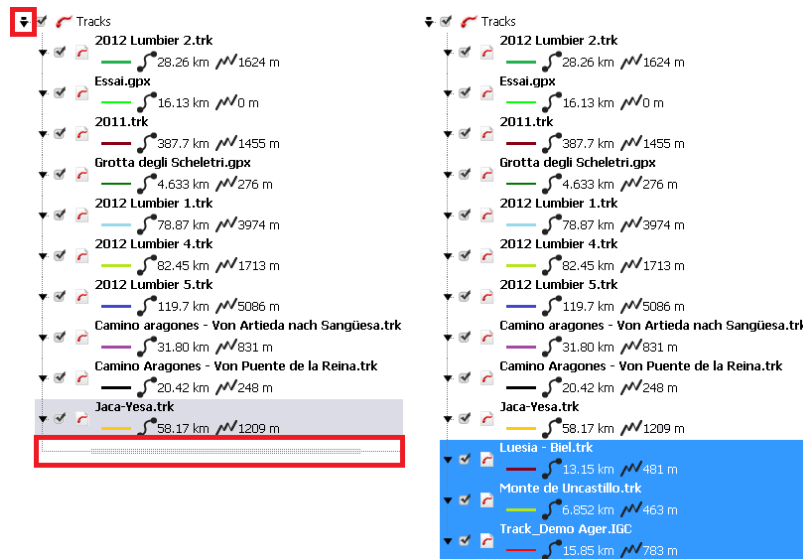 Tracks
2012 Lumbier 2.trk
28.26 km 1624 m
Essai.gpx
16.13 km 0 m
2011.trk
387.7 km 1455 m
Grotta degli Scheletri.gpx
4.633 km 276 m
2012 Lumbier 1.trk
78.87 km 3974 m
2012 Lumbier 4.trk
82.45 km 1713 m
2012 Lumbier 5.trk
119.7 km 5086 m
Camino aragones - Von Artieda nach Sangüesa.trk
31.80 km 831 m
Camino Aragones - Von Puente de la Reina.trk
20.42 km 248 m
Jaca-Yesa.trk
58.17 km 1209 m
Tracks
2012 Lumbier 2.trk
28.26 km 1624 m
Essai.gpx
16.13 km 0 m
2011.trk
387.7 km 1455 m
Grotta degli Scheletri.gpx
4.633 km 276 m
2012 Lumbier 1.trk
78.87 km 3974 m
2012 Lumbier 4.trk
82.45 km 1713 m
2012 Lumbier 5.trk
119.7 km 5086 m
Camino aragones - Von Artieda nach Sangüesa.trk
31.80 km 831 m
Camino Aragones - Von Puente de la Reina.trk
20.42 km 248 m
Jaca-Yesa.trk
58.17 km 1209 m
Luesia - Biel.trk
13.15 km 481 m
Monte de Uncastillo.trk
6.852 km 463 m
Track_Demo Ager.IGC
15.85 km 783 m